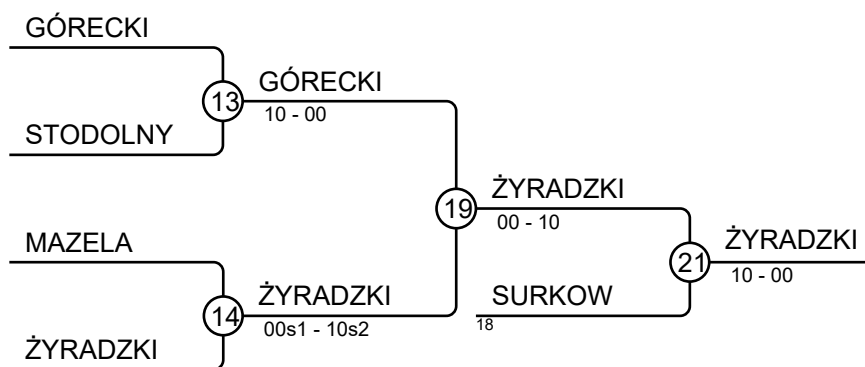 GÓRECKI
13
GÓRECKI
10 - 00
STODOLNY
19
ŻYRADZKI
00 - 10
MAZELA
21
ŻYRADZKI
10 - 00
14
ŻYRADZKI
00s1 - 10s2
SURKOW
18
ŻYRADZKI